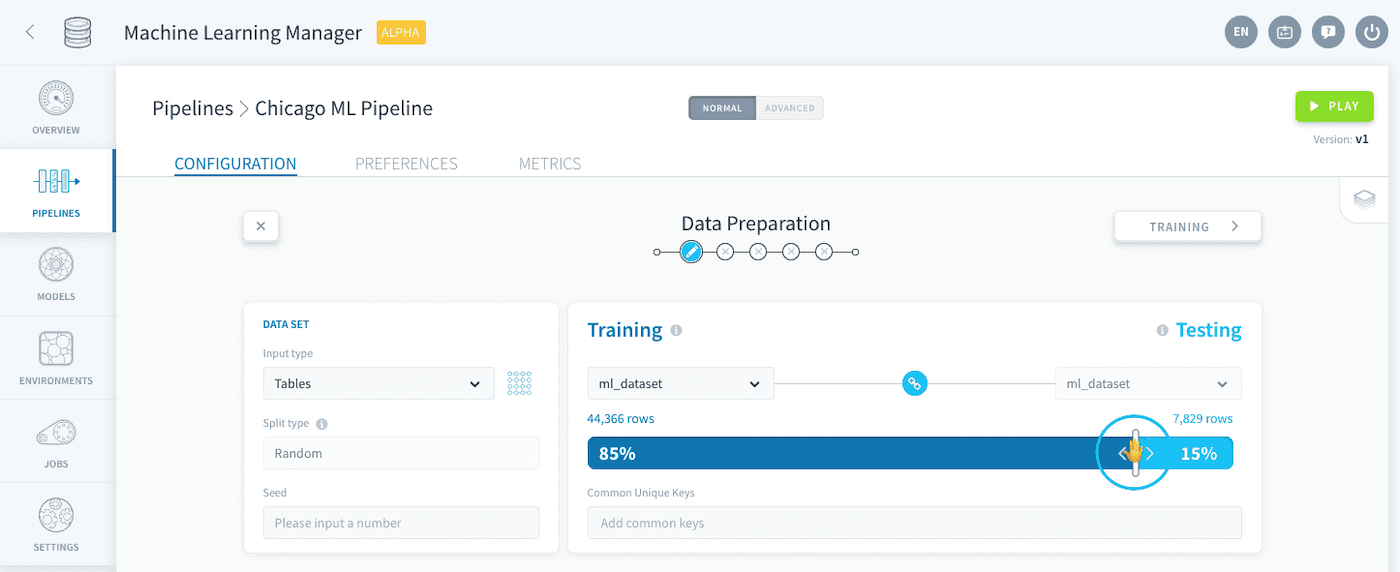 Machine Learning Manager ALPHA
EN
OVERVIEW
PIPELINES
MODELS
ENVIRONMENTS
JOBS
SETTINGS
Pipelines > Chicago ML Pipeline
NORMAL ADVANCED
PLAY
Version: v1
CONFIGURATION PREFERENCES METRICS
Data Preparation
TRAINING
DATA SET
Input type
Tables
Split type
Random
Seed
Please input a number
Training Testing
ml_dataset ml_dataset
44,366 rows 7,829 rows
85% 15%
Common Unique Keys
Add common keys